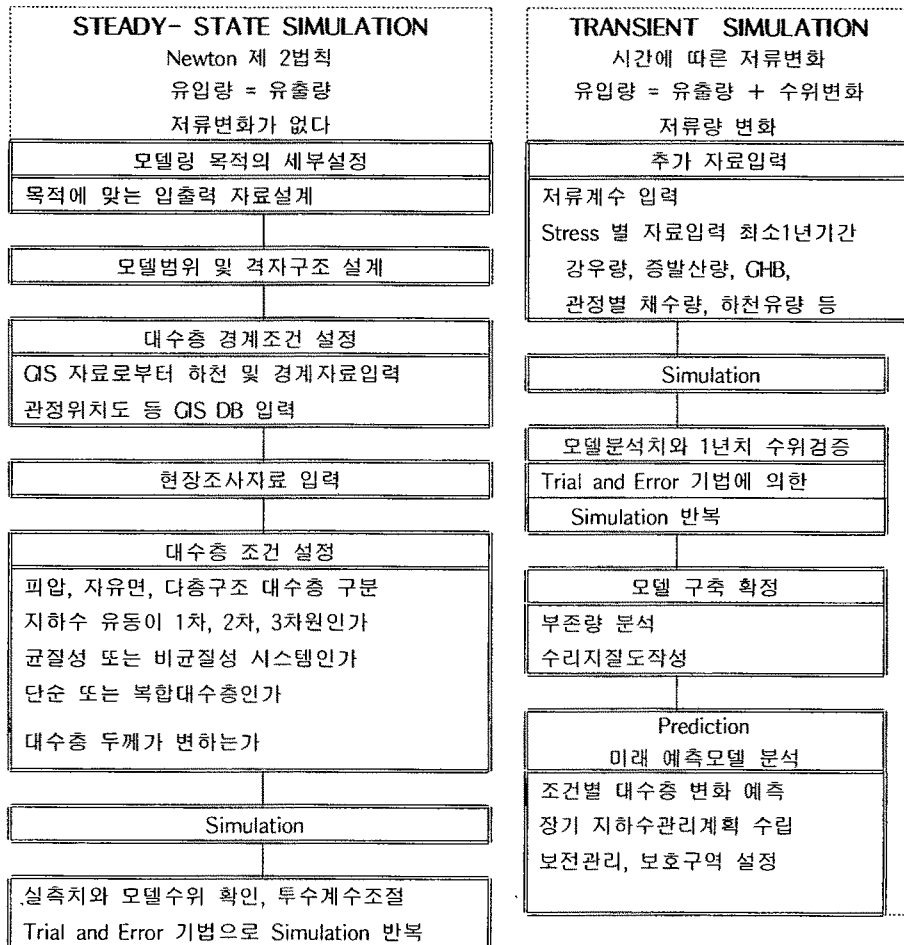 STEADY- STATE SIMULATION
Newton 제 2법칙
유입량 = 유출량
저류변화가 없다
모델링 목적의 세부설정
목적에 맞는 입출력 자료설계
모델범위 및 격자구조 설계
대수층 경계조건 설정
GIS 자료로부터 하천 및 경계자료입력
관정위치도 등 GIS DB 입력
현장조사자료 입력
대수층 조건 설정
피압, 자유면, 다층구조 대수층 구분
지하수 유동이 1차, 2차, 3차원인가
균질성 또는 비균질성 시스템인가
단순 또는 복합대수층인가
대수층 두께가 변하는가
Simulation
실측치와 모델수위 확인, 투수계수조절
Trial and Error 기법으로 Simulation 반복
TRANSIENT SIMULATION
시간에 따른 저류변화
유입량 = 유출량 + 수위변화
저류량 변화
추가 자료입력
저류계수 입력
Stress 별 자료입력 최소1년기간
강우량, 증발산량, GHB,
관정별 채수량, 하천유량 등
Simulation
모델분석치와 1년치 수위검증
Trial and Error 기법에 의한
Simulation 반복
모델 구축 확정
부존량 분석
수리지질도작성
Prediction
미래 예측모델 분석
조건별 대수층 변화 예측
장기 지하수관리계획 수립
보전관리, 보호구역 설정